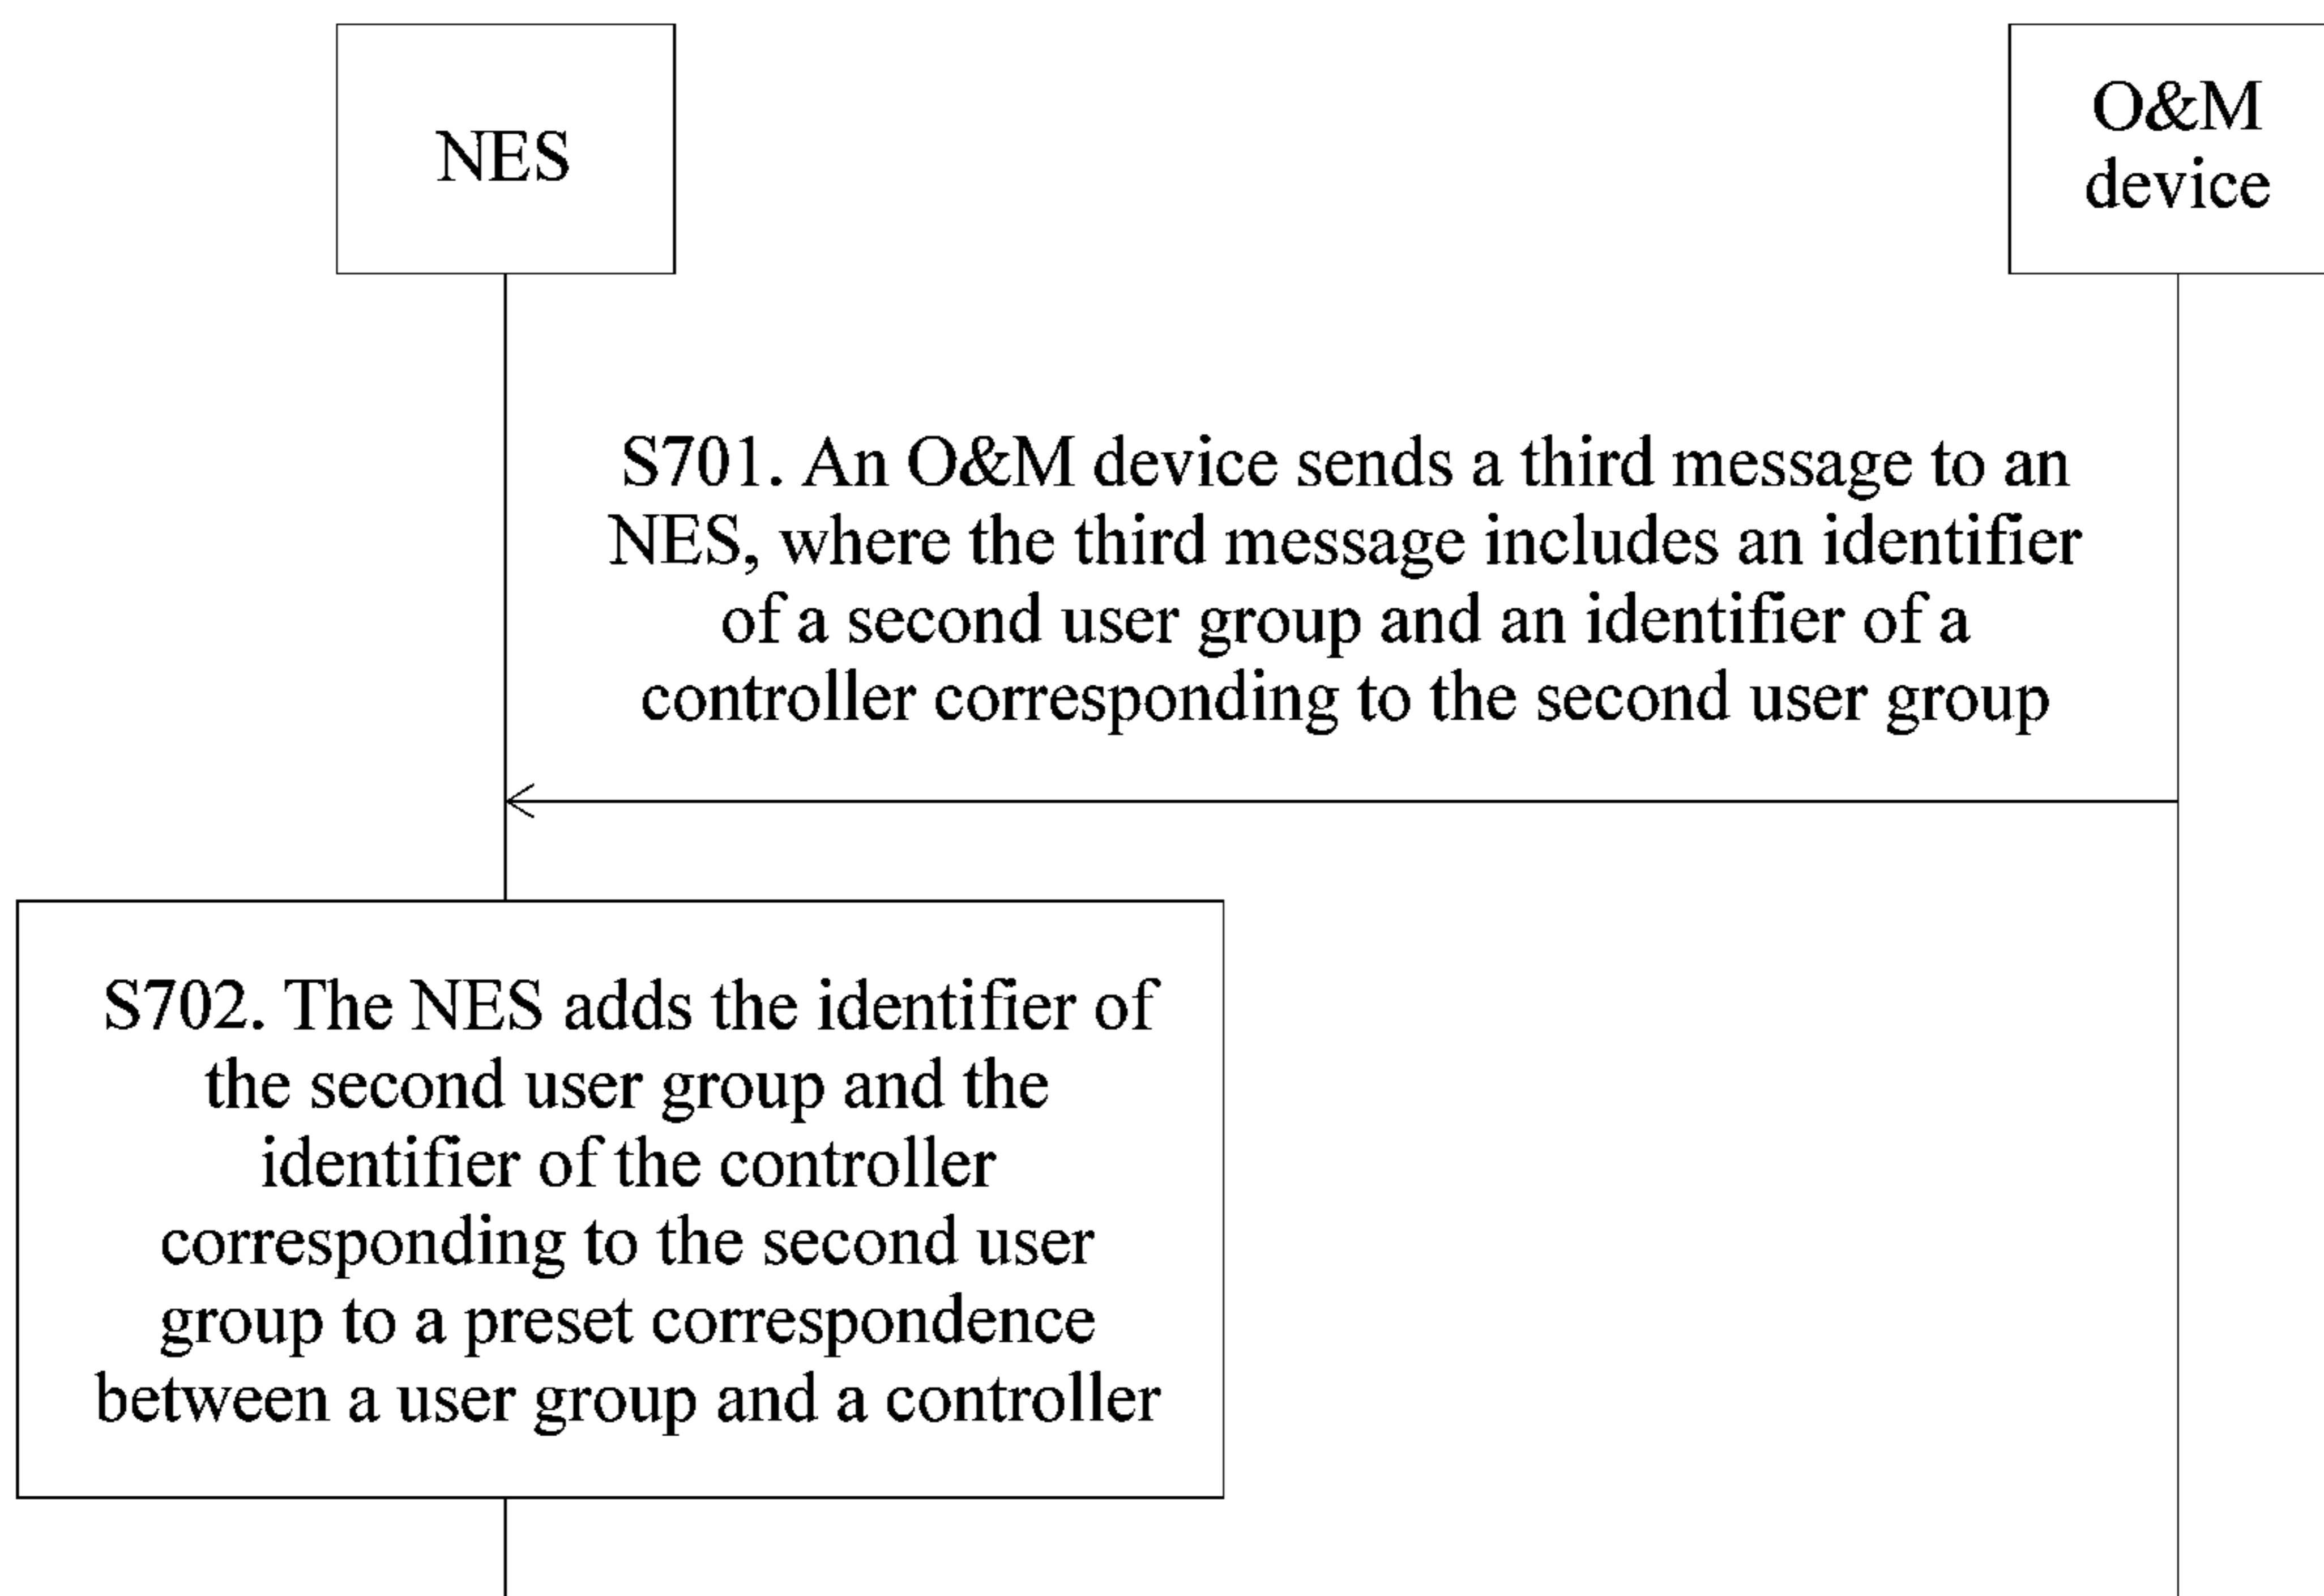 NES
O&M
device
S701. An O&M device sends a third message to an
NES, where the third message includes an identifier
of a second user group and an identifier of a
controller corresponding to the second user group
S702. The NES adds the identifier of
the second user group and the
identifier of the controller
corresponding to the second user
group to a preset correspondence
between a user group and a controller